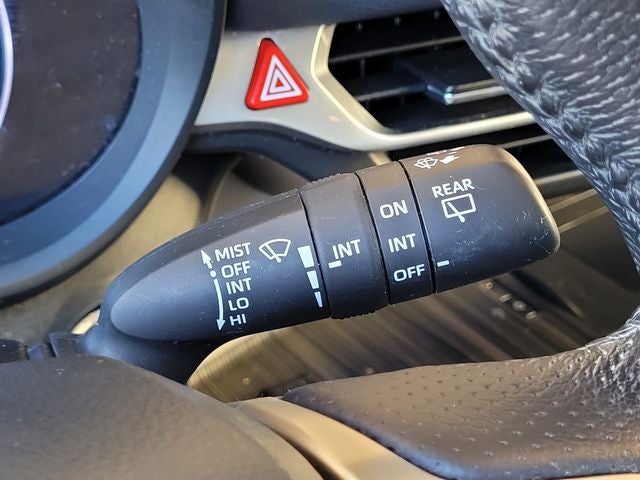 MIST
OFF
INT
LO
HI
INT
ON
INT
OFF
REAR